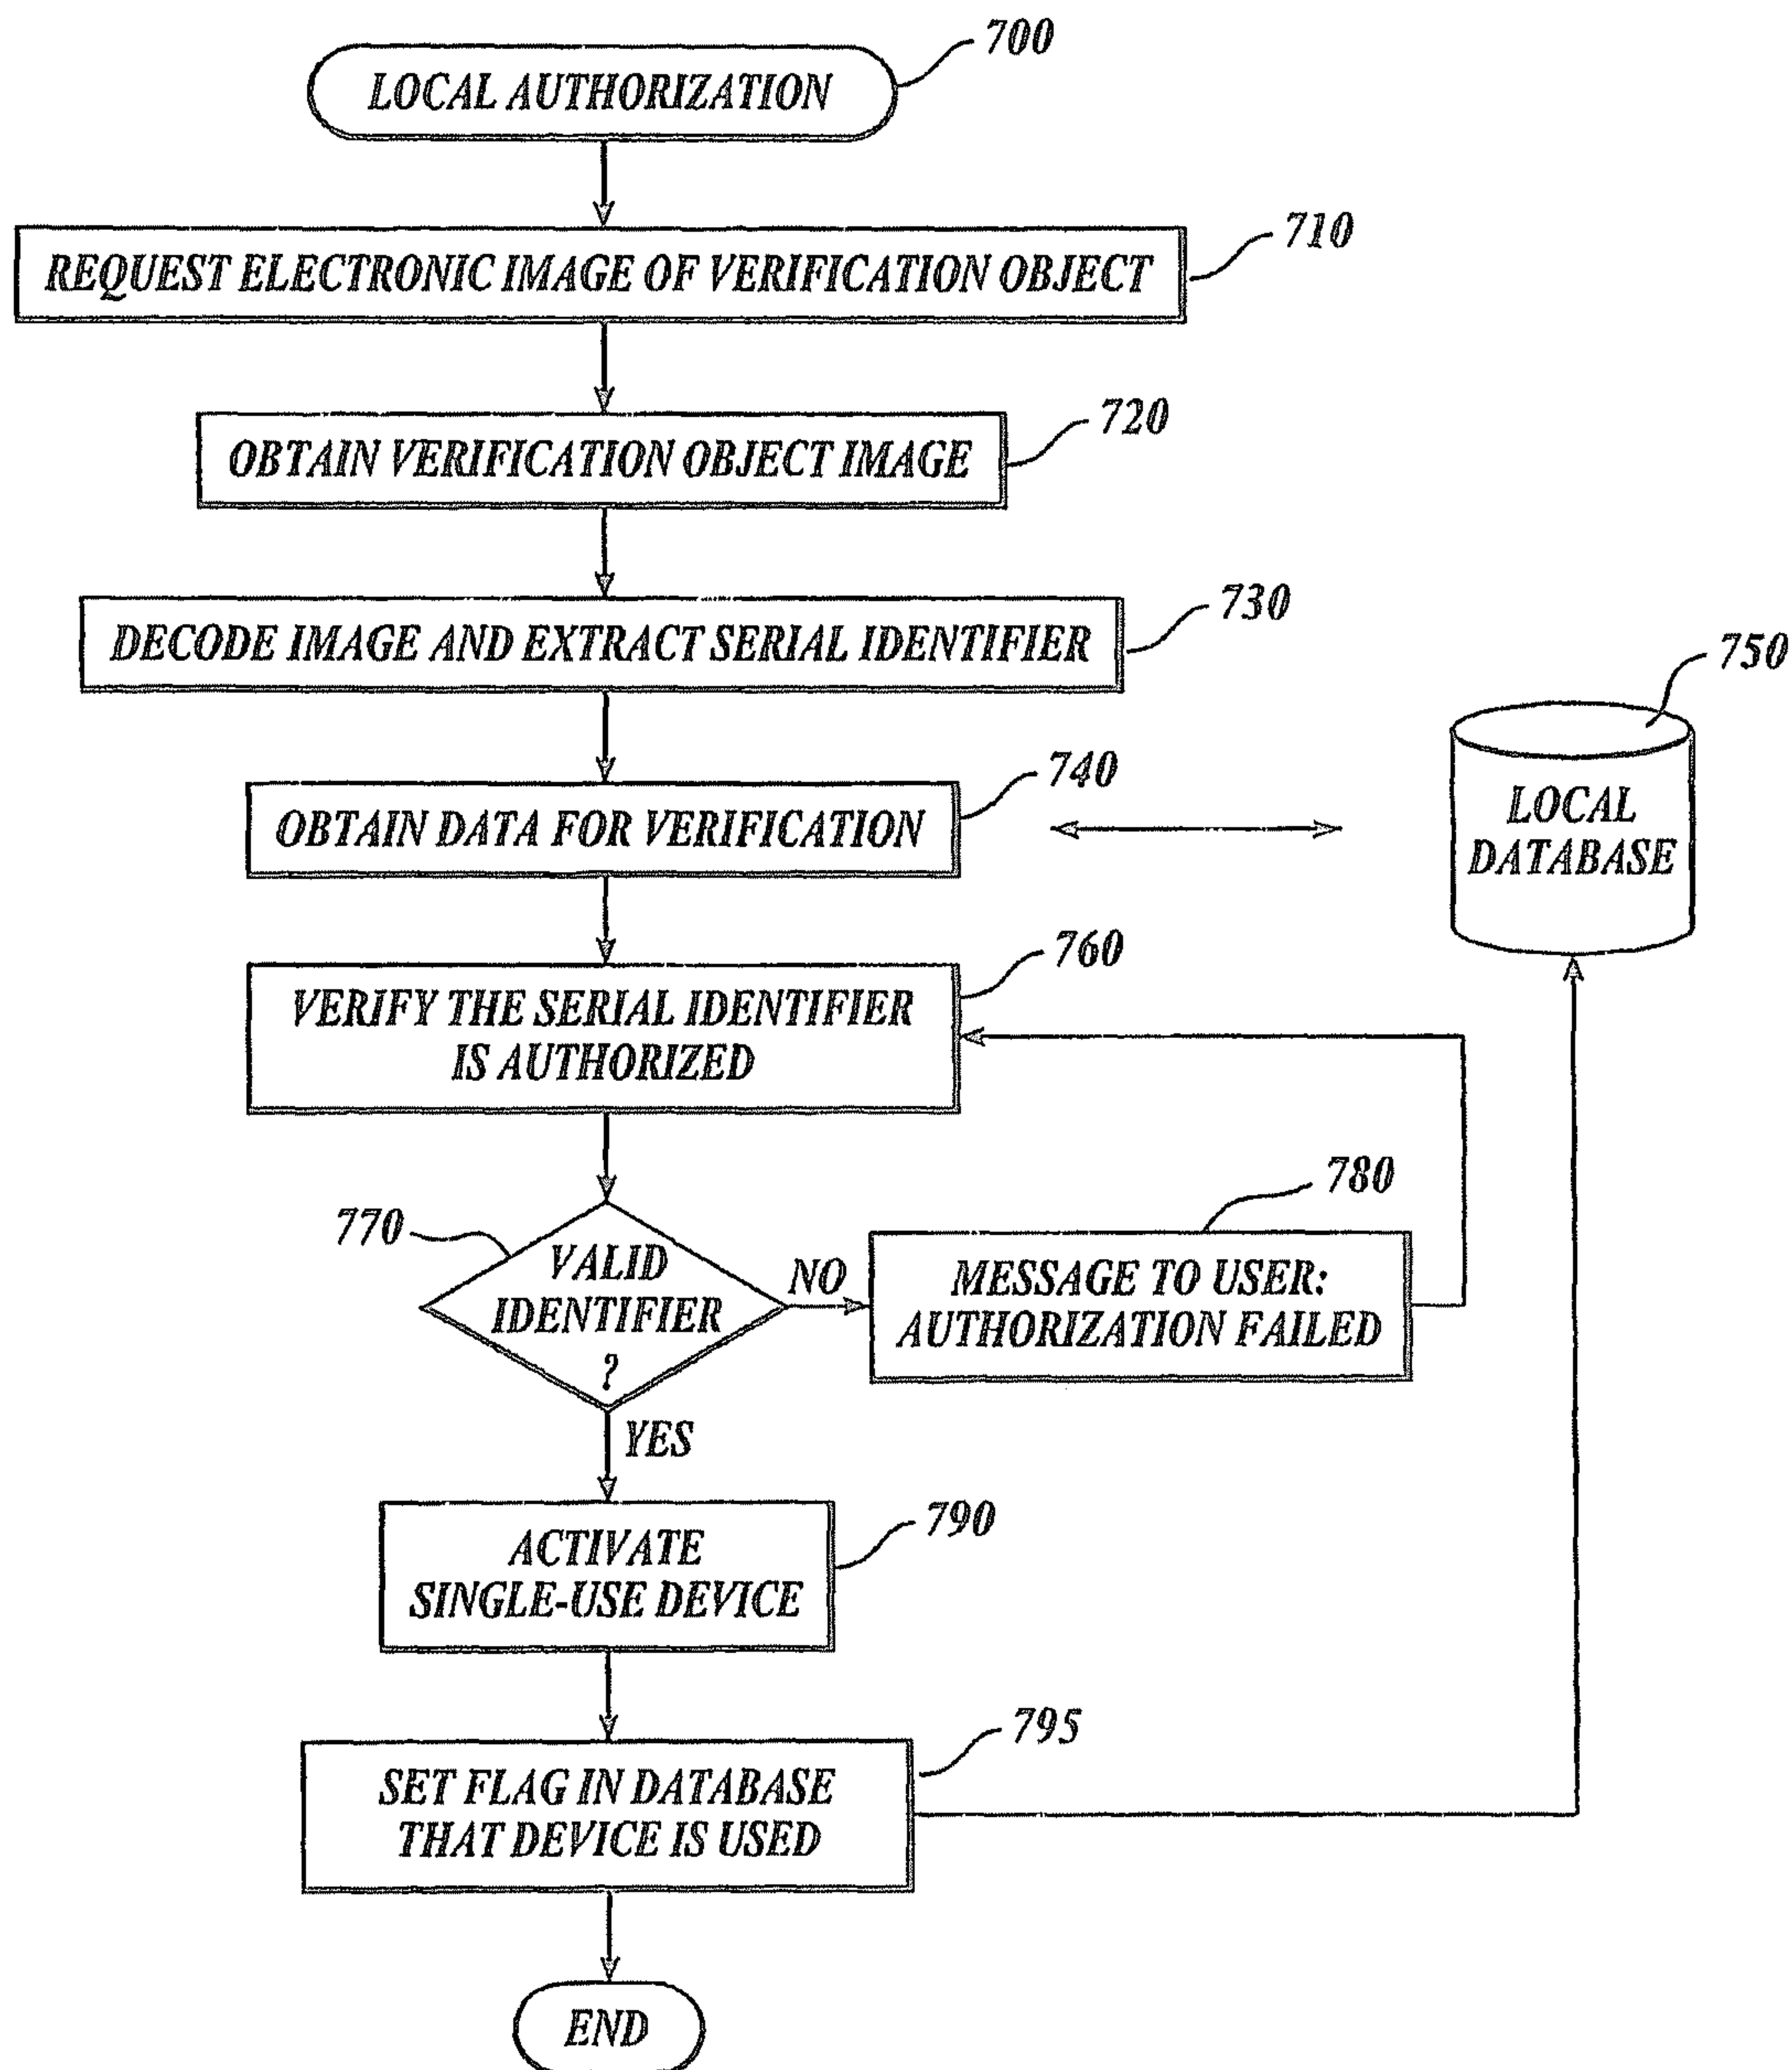 700
LOCAL AUTHORIZATION
710
REQUEST ELECTRONIC IMAGE OF VERIFICATION OBJECT
720
OBTAIN VERIFICATION OBJECT IMAGE
730
DECODE IMAGE AND EXTRACT SERIAL IDENTIFIER
740
OBTAIN DATA FOR VERIFICATION
750
LOCAL
DATABASE
760
VERIFY THE SERIAL IDENTIFIER
IS AUTHORIZED
770
VALID
IDENTIFIER
?
NO
780
MESSAGE TO USER:
AUTHORIZATION FAILED
YES
790
ACTIVATE
SINGLE-USE DEVICE
795
SET FLAG IN DATABASE
THAT DEVICE IS USED
END